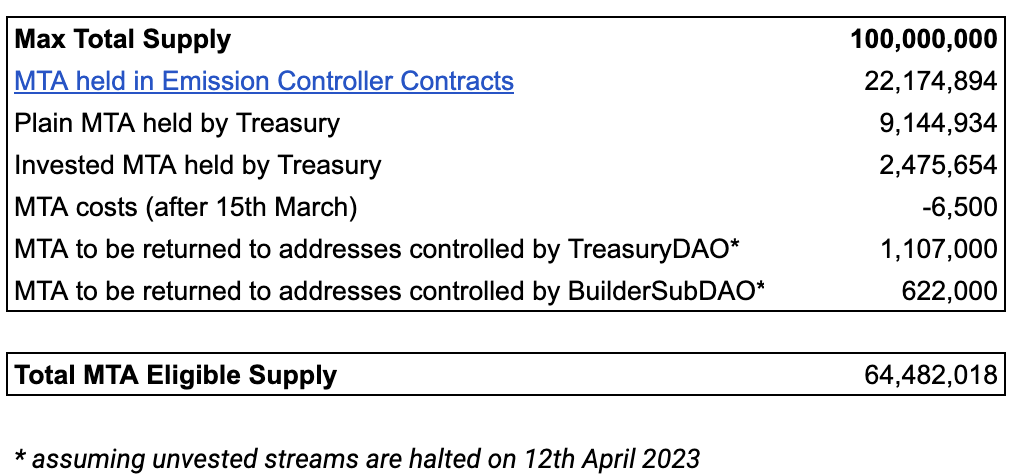 Max Total Supply 100,000,000
MTA held in Emission Controller Contracts 22,174,894
Plain MTA held by Treasury 9,144,934
Invested MTA held by Treasury 2,475,654
MTA costs (after 15th March) -6,500
MTA to be returned to addresses controlled by TreasuryDAO* 1,107,000
MTA to be returned to addresses controlled by BuilderSubDAO* 622,000
Total MTA Eligible Supply 64,482,018
* assuming unvested streams are halted on 12th April 2023